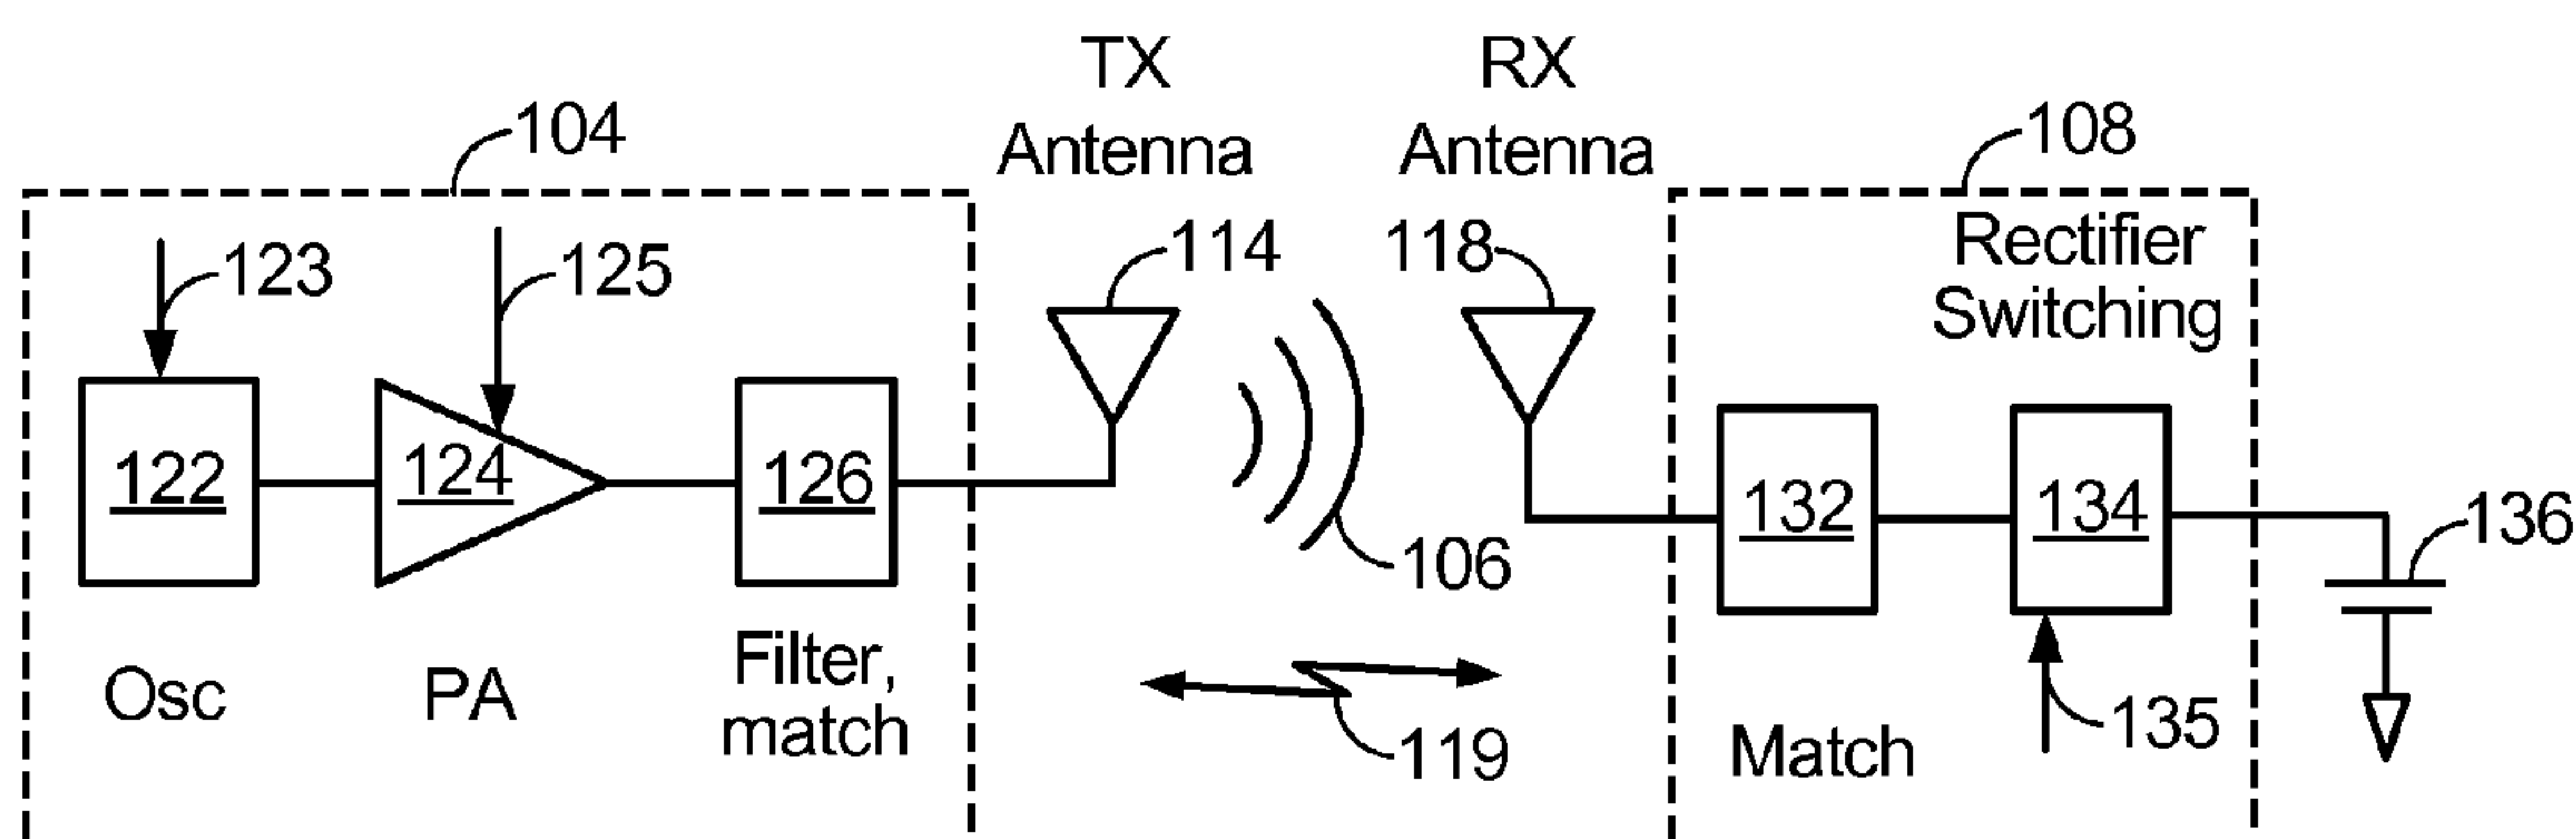 TX
Antenna
RX
Antenna
104
108
Rectifier
Switching
123
125
114
118
122
124
126
106
132
134
136
Osc
PA
Filter,
match
119
Match
135